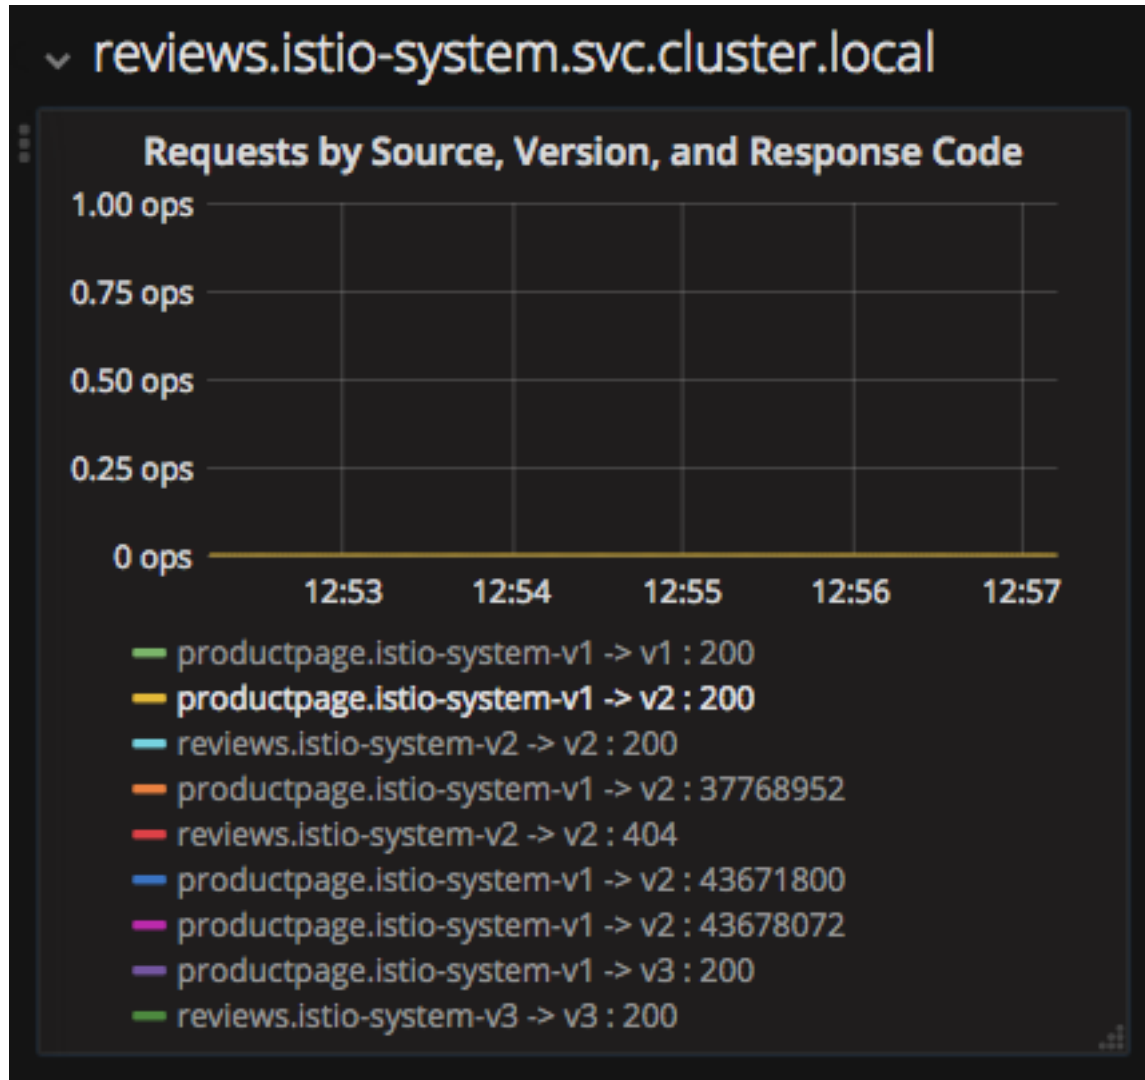 reviews.istio-system.svc.cluster.local
Requests by Source, Version, and Response Code
1.00 ops
0.75 ops
0.50 ops
0.25 ops
0 ops
12:53 12:54 12:55 12:56 12:57
productpage.istio-system-v1 -> v1 : 200
productpage.istio-system-v1 -> v2 : 200
reviews.istio-system-v2 -> v2 : 200
productpage.istio-system-v1 -> v2 : 37768952
reviews.istio-system-v2 -> v2 : 404
productpage.istio-system-v1 -> v2 : 43671800
productpage.istio-system-v1 -> v2 : 43678072
productpage.istio-system-v1 -> v3 : 200
reviews.istio-system-v3 -> v3 : 200